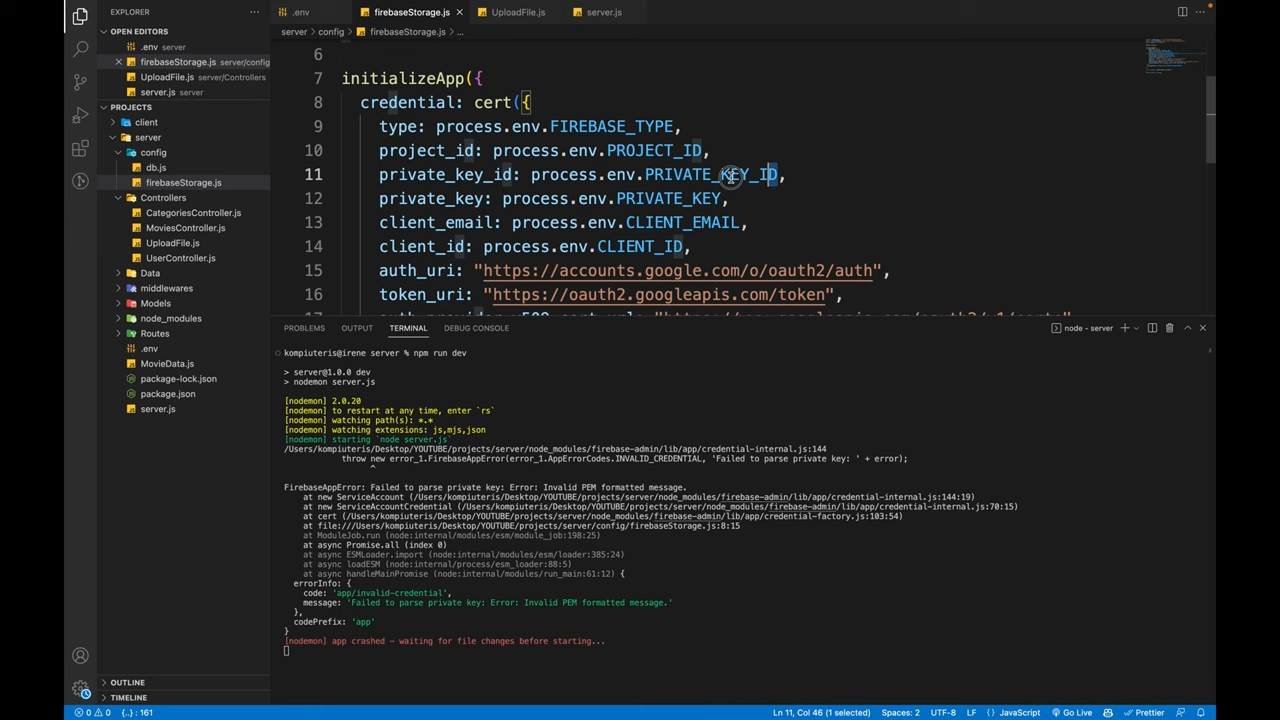 EXPLORER
OPEN EDITORS
.env server
firebaseStorage.js server/config
UploadFile.js server/Controllers
server.js server
PROJECTS
client
server
config
db.js
firebaseStorage.js
Controllers
CategoriesController.js
MoviesController.js
UploadFile.js
UserController.js
Data
middlewares
Models
node_modules
Routes
.env
MovieData.js
package-lock.json
package.json
server.js
OUTLINE
TIMELINE
.env firebaseStorage.js UploadFile.js server.js
server > config > firebaseStorage.js > ...
6
7 initializeApp({
8 credential: cert({
9 type: process.env.FIREBASE_TYPE,
10 project_id: process.env.PROJECT_ID,
11 private_key_id: process.env.PRIVATE_KEY_ID,
12 private_key: process.env.PRIVATE_KEY,
13 client_email: process.env.CLIENT_EMAIL,
14 client_id: process.env.CLIENT_ID,
15 auth_uri: "https://accounts.google.com/o/oauth2/auth",
16 token_uri: "https://oauth2.googleapis.com/token",
PROBLEMS OUTPUT TERMINAL DEBUG CONSOLE
node - server
kompiuteris@irene server % npm run dev
> server@1.0.0 dev
> nodemon server.js
[nodemon] 2.0.20
[nodemon] to restart at any time, enter `rs`
[nodemon] watching path(s): *.*
[nodemon] watching extensions: js,mjs,json
[nodemon] starting `node server.js`
/Users/kompiuteris/Desktop/YOUTUBE/projects/server/node_modules/firebase-admin/lib/app/credential-internal.js:144
throw new error_1.FirebaseAppError(error_1.AppErrorCodes.INVALID_CREDENTIAL, 'Failed to parse private key: ' + error);
^
FirebaseAppError: Failed to parse private key: Error: Invalid PEM formatted message.
at new ServiceAccount (/Users/kompiuteris/Desktop/YOUTUBE/projects/server/node_modules/firebase-admin/lib/app/credential-internal.js:144:19)
at new ServiceAccountCredential (/Users/kompiuteris/Desktop/YOUTUBE/projects/server/node_modules/firebase-admin/lib/app/credential-internal.js:70:15)
at cert (/Users/kompiuteris/Desktop/YOUTUBE/projects/server/node_modules/firebase-admin/lib/app/credential-factory.js:103:54)
at file:///Users/kompiuteris/Desktop/YOUTUBE/projects/server/config/firebaseStorage.js:8:15
at ModuleJob.run (node:internal/modules/esm/module_job:198:25)
at async Promise.all (index 0)
at async ESMLoader.import (node:internal/modules/esm/loader:385:24)
at async loadESM (node:internal/process/esm_loader:88:5)
at async handleMainPromise (node:internal/modules/run_main:61:12) {
errorInfo: {
code: 'app/invalid-credential',
message: 'Failed to parse private key: Error: Invalid PEM formatted message.'
},
codePrefix: 'app'
}
[nodemon] app crashed - waiting for file changes before starting...
0 0 {..} : 161
Ln 11, Col 46 (1 selected) Spaces: 2 UTF-8 LF JavaScript Go Live Prettier